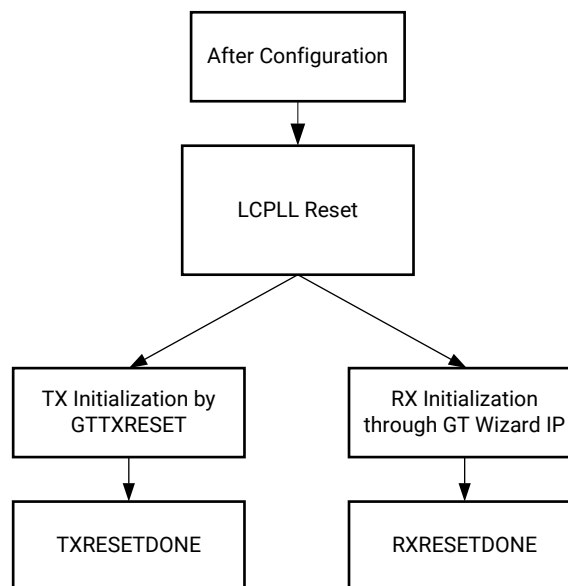 After Configuration
LCPLL Reset
TX Initialization by
GTTXRESET
RX Initialization
through GT Wizard IP
TXRESETDONE
RXRESETDONE